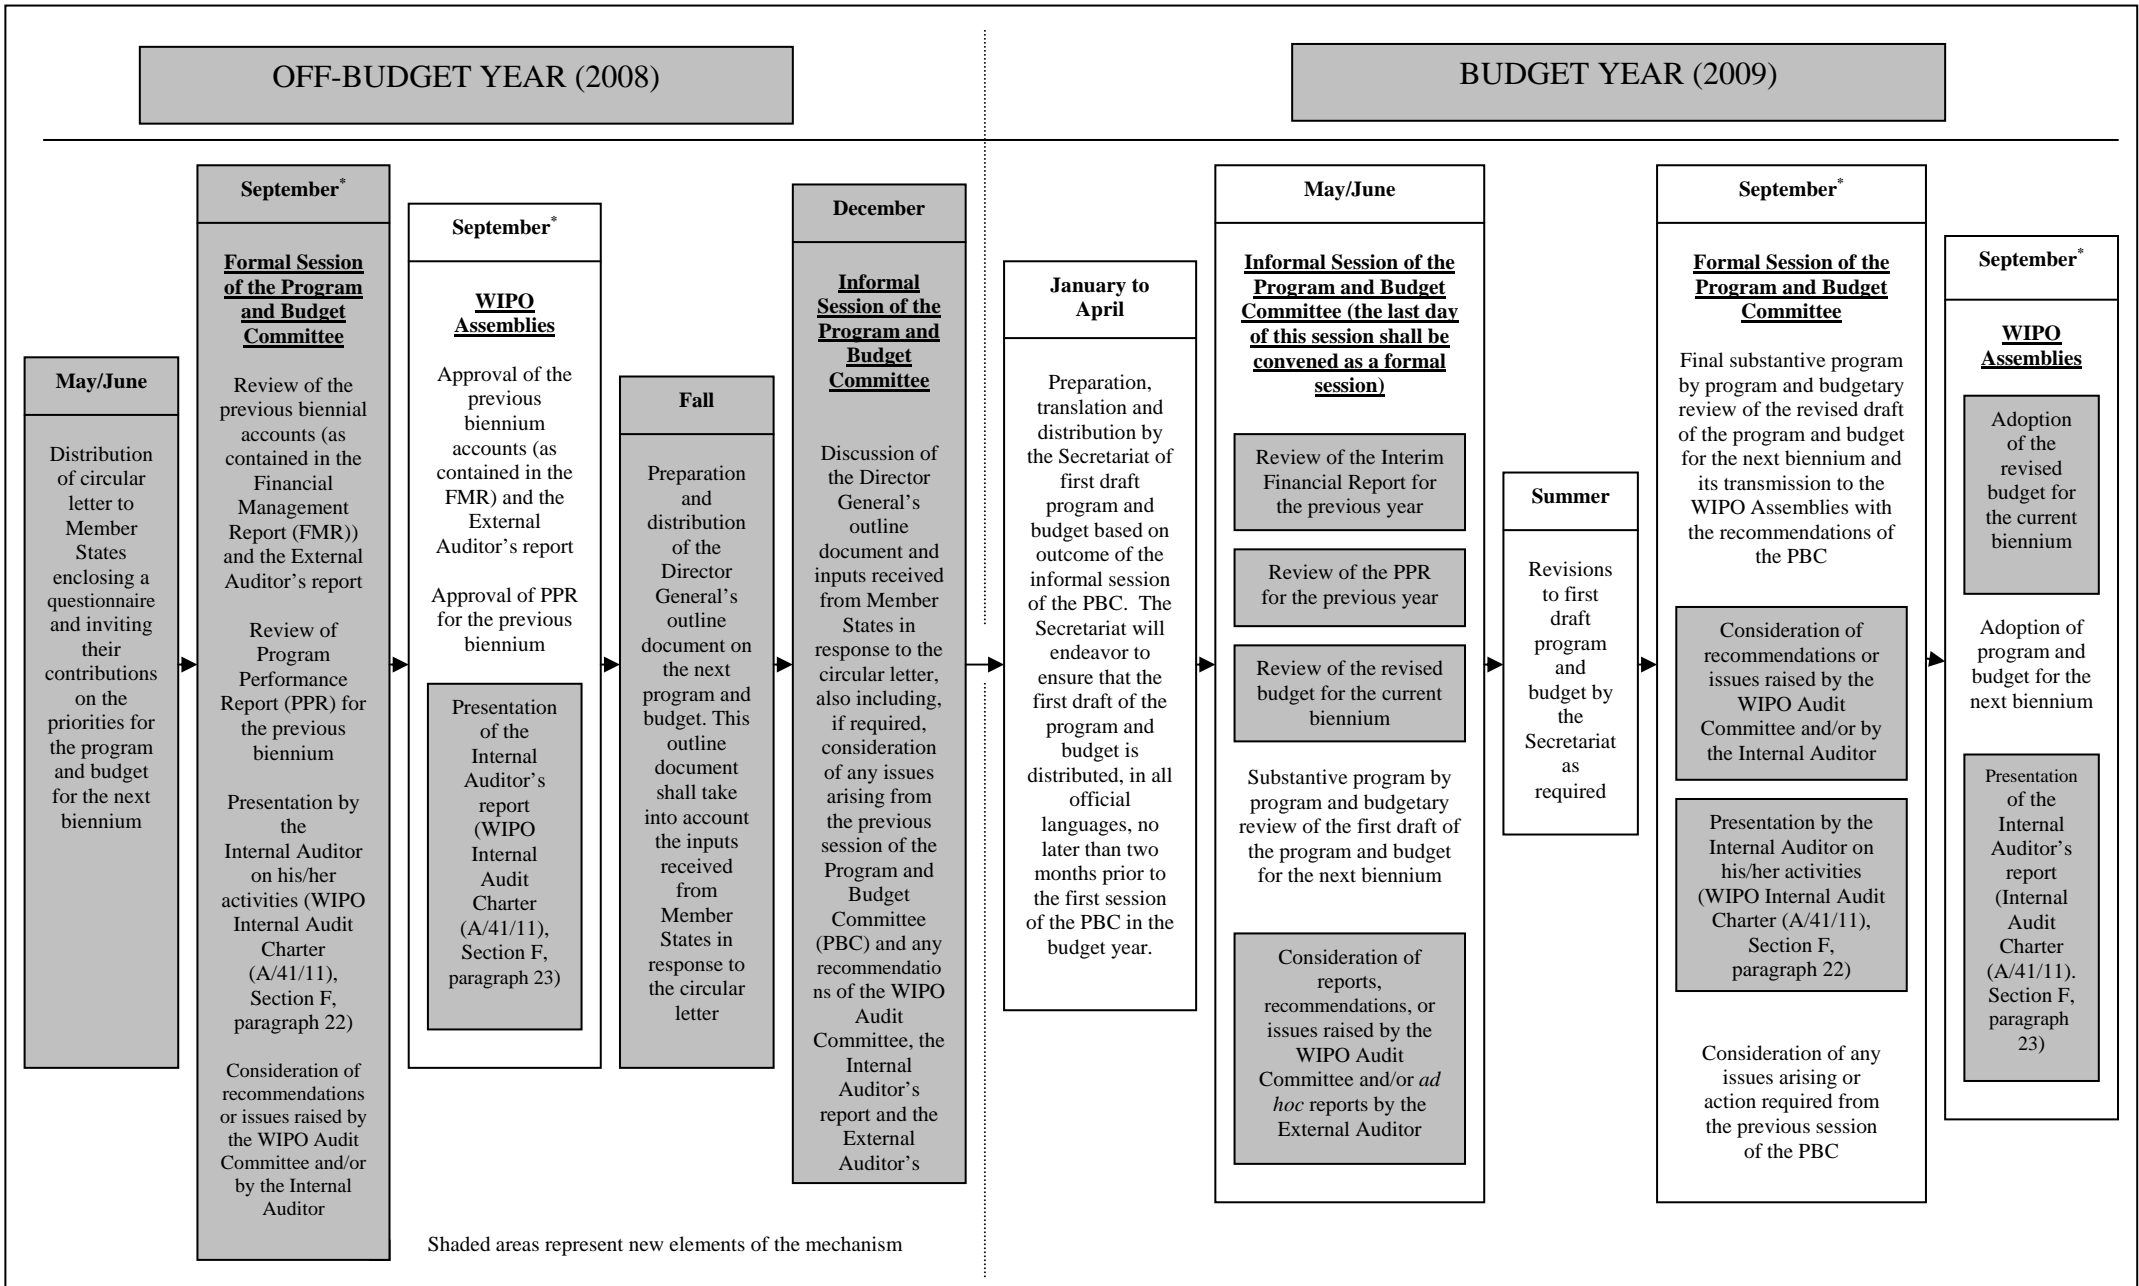 OFF-BUDGET YEAR (2008)
BUDGET YEAR (2009)
May/June
Distribution
of circular
letter to
Member
States
enclosing a
questionnaire
and inviting
their
contributions
on the
priorities for
the program
and budget
for the next
biennium
September*
Formal Session
of the Program
and Budget
Committee
Review of the
previous biennial
accounts (as
contained in the
Financial
Management
Report (FMR))
and the External
Auditor's report
Review of
Program
Performance
Report (PPR) for
the previous
biennium
Presentation by
the
Internal Auditor
on his/her
activities (WIPO
Internal Audit
Charter
(A/41/11),
Section F,
paragraph 22)
Consideration of
recommendations
or issues raised by
the WIPO Audit
Committee and/or
by the Internal
Auditor
September*
WIPO
Assemblies
Approval of the
previous
biennium
accounts (as
contained in the
FMR) and the
External
Auditor's report
Approval of PPR
for the previous
biennium
Presentation
of the
Internal
Auditor's
report
(WIPO
Internal
Audit
Charter
(A/41/11),
Section F,
paragraph 23)
Fall
Preparation
and
distribution
of the
Director
General's
outline
document on
the next
program and
budget. This
outline
document
shall take
into account
the inputs
received
from
Member
States in
response to
the circular
letter
December
Informal
Session of the
Program and
Budget
Committee
Discussion of
the Director
General's
outline
document and
inputs received
from Member
States in
response to the
circular letter,
also including,
if required,
consideration
of any issues
arising from
the previous
session of the
Program and
Budget
Committee
(PBC) and any
recommendatio
ns of the WIPO
Audit
Committee, the
Internal
Auditor's
report and the
External
Auditor's
January to
April
Preparation,
translation and
distribution by
the Secretariat of
first draft
program and
budget based on
outcome of the
informal session
of the PBC. The
Secretariat will
endeavor to
ensure that the
first draft of the
program and
budget is
distributed, in all
official
languages, no
later than two
months prior to
the first session
of the PBC in the
budget year.
May/June
Informal Session of the
Program and Budget
Committee (the last day
of this session shall be
convened as a formal
session)
Review of the Interim
Financial Report for
the previous year
Review of the PPR
for the previous year
Review of the revised
budget for the current
biennium
Substantive program by
program and budgetary
review of the first draft of
the program and budget
for the next biennium
Consideration of
reports,
recommendations, or
issues raised by the
WIPO Audit
Committee and/or ad
hoc reports by the
External Auditor
Summer
Revisions
to first
draft
program
and
budget by
the
Secretariat
as
required
September*
Formal Session of the
Program and Budget
Committee
Final substantive program
by program and budgetary
review of the revised draft
of the program and budget
for the next biennium and
its transmission to the
WIPO Assemblies with
the recommendations of
the PBC
Consideration of
recommendations or
issues raised by the
WIPO Audit
Committee and/or by
the Internal Auditor
Presentation by the
Internal Auditor on
his/her activities
(WIPO Internal Audit
Charter (A/41/11),
Section F,
paragraph 22)
Consideration of any
issues arising or
action required from
the previous session
of the PBC
September*
WIPO
Assemblies
Adoption
of the
revised
budget for
the current
biennium
Adoption of
program and
budget for the
next biennium
Presentation
of the
Internal
Auditor's
report
(Internal
Audit
Charter
(A/41/11).
Section F,
paragraph
23)
Shaded areas represent new elements of the mechanism